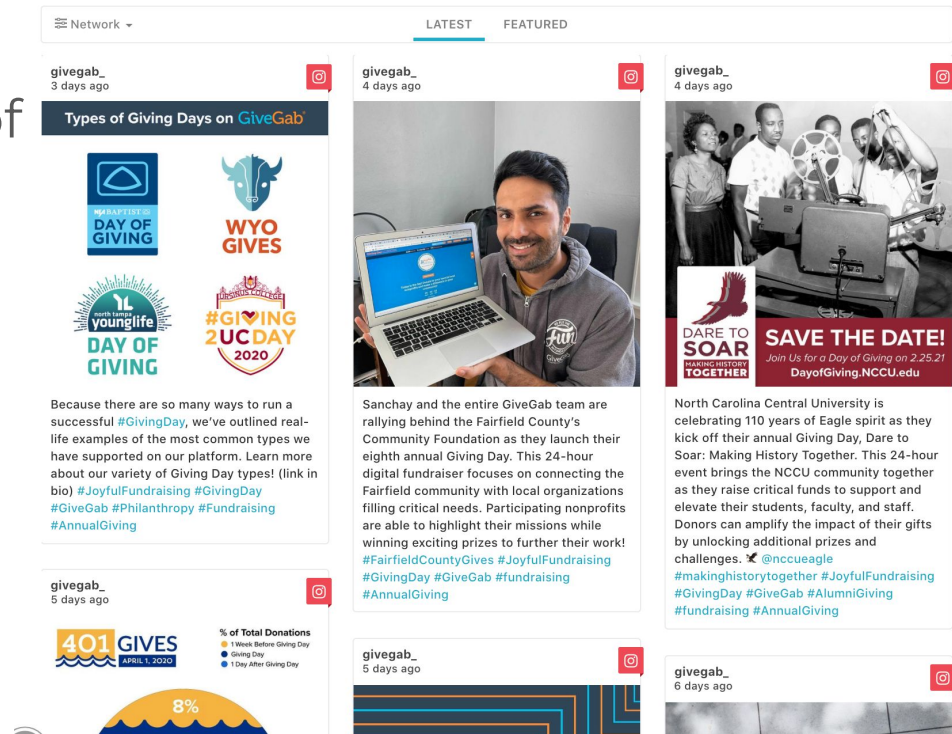 of
Network
LATEST
FEATURED
givegab_
3 days ago
Types of Giving Days on GiveGab
BAPTIST
DAY OF
GIVING
WYO
GIVES
north tampa
younglife
DAY OF
GIVING
URSINUS COLLEGE
#GIVING
2UCDAY
2020
Because there are so many ways to run a
successful #GivingDay, we've outlined real-
life examples of the most common types we
have supported on our platform. Learn more
about our variety of Giving Day types! (link in
bio) #JoyfulFundraising #GivingDay
#GiveGab #Philanthropy #Fundraising
#AnnualGiving
givegab_
5 days ago
401 GIVES
APRIL 1, 2020
% of Total Donations
1 Week Before Giving Day
Giving Day
1 Day After Giving Day
8%
givegab_
4 days ago
Fun
Sanchay and the entire GiveGab team are
rallying behind the Fairfield County's
Community Foundation as they launch their
eighth annual Giving Day. This 24-hour
digital fundraiser focuses on connecting the
Fairfield community with local organizations
filling critical needs. Participating nonprofits
are able to highlight their missions while
winning exciting prizes to further their work!
#FairfieldCountyGives #JoyfulFundraising
#GivingDay #GiveGab #fundraising
#AnnualGiving
givegab_
5 days ago
givegab_
4 days ago
DARE TO
SOAR
MAKING HISTORY
TOGETHER
SAVE THE DATE!
Join Us for a Day of Giving on 2.25.21
DayofGiving.NCCU.edu
North Carolina Central University is
celebrating 110 years of Eagle spirit as they
kick off their annual Giving Day, Dare to
Soar: Making History Together. This 24-hour
event brings the NCCU community together
as they raise critical funds to support and
elevate their students, faculty, and staff.
Donors can amplify the impact of their gifts
by unlocking additional prizes and
challenges. 🦅 @nccueagle
#makinghistorytogether #JoyfulFundraising
#GivingDay #GiveGab #AlumniGiving
#fundraising #AnnualGiving
givegab_
6 days ago